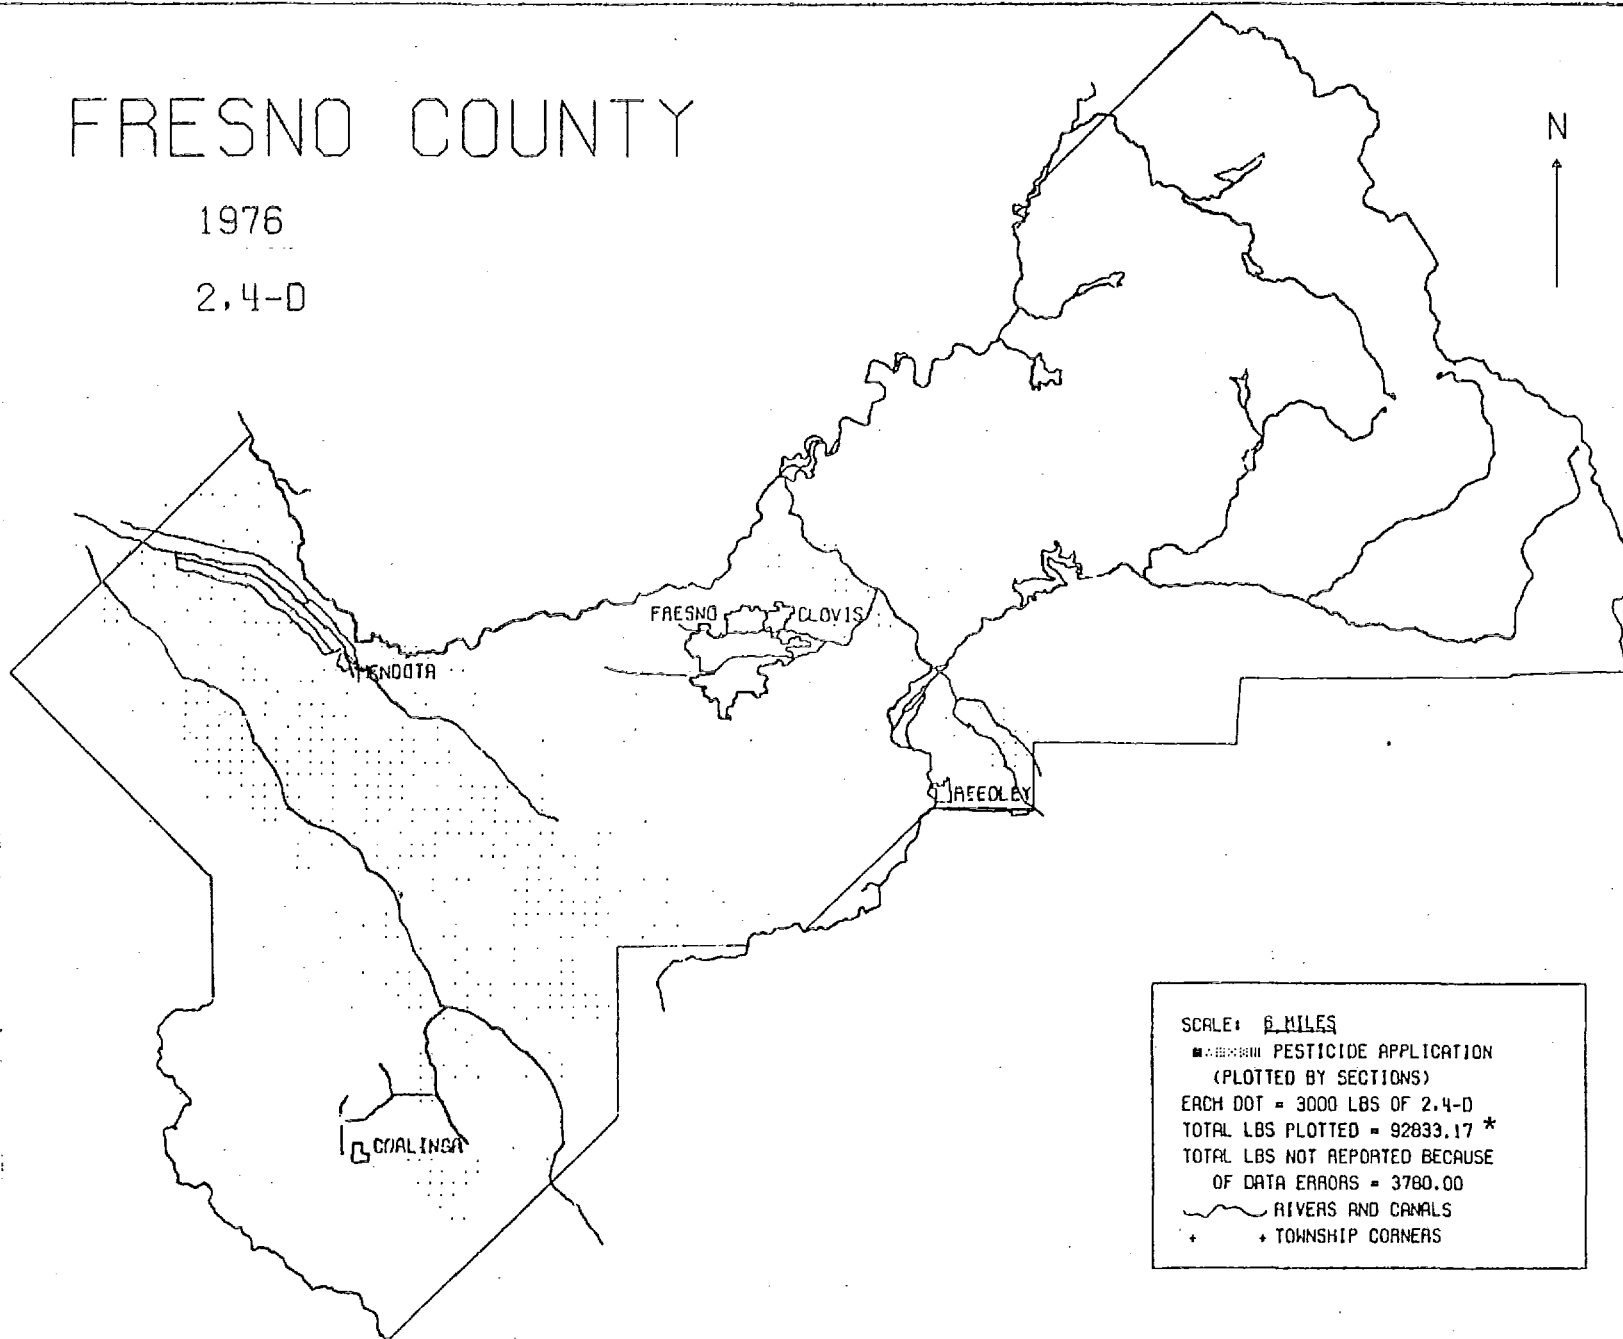 FRESNO COUNTY
1976
2,4-D
N
FRESNO
CLOVIS
MENDOTA
REEDLEY
COALINGA
SCALE: 6 MILES
PESTICIDE APPLICATION
(PLOTTED BY SECTIONS)
EACH DOT = 3000 LBS OF 2,4-D
TOTAL LBS PLOTTED = 92833.17 *
TOTAL LBS NOT REPORTED BECAUSE
OF DATA ERRORS = 3780.00
RIVERS AND CANALS
+ + TOWNSHIP CORNERS